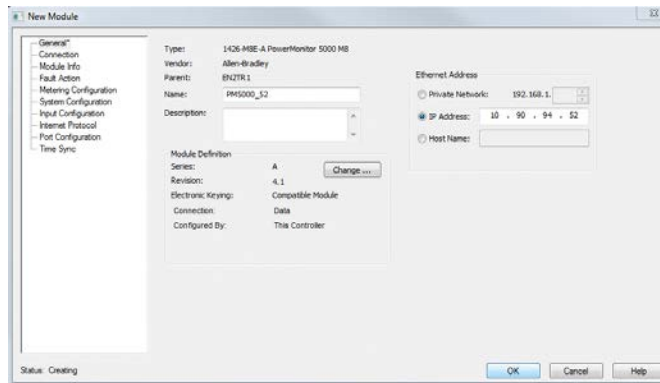 New Module
General*
Connection
Module Info
Fault Action
Metering Configuration
System Configuration
Input Configuration
Internet Protocol
Port Configuration
Time Sync
Type: 1426-M8E-A PowerMonitor 5000 M8
Vendor: Allen-Bradley
Parent: EN2TR1
Name: PM5000_52
Description:
Module Definition
Series: A
Change ...
Revision: 4.1
Electronic Keying: Compatible Module
Connection: Data
Configured By: This Controller
Ethernet Address
Private Network: 192.168.1.
IP Address: 10 . 90 . 94 . 52
Host Name:
Status: Creating
OK Cancel Help